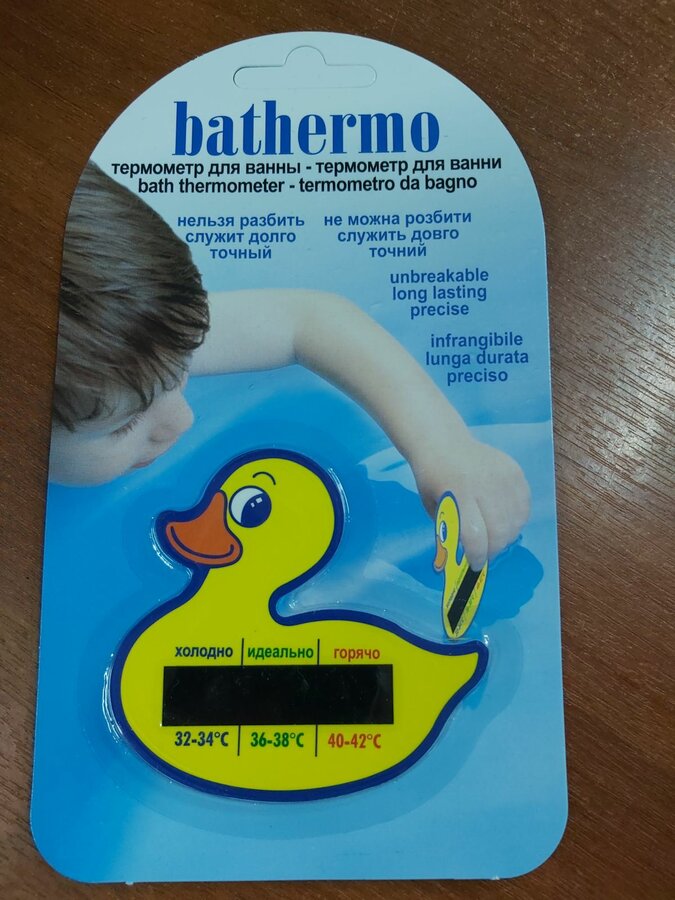 bathermo
термометр для ванны - термометр для ванни
bath thermometer - termometro da bagno
нельзя разбить
служит долго
точный
не можна розбити
служить довго
точний
unbreakable
long lasting
precise
infrangibile
lunga durata
preciso
холодно идеально горячо
32-34°C 36-38°C 40-42°C